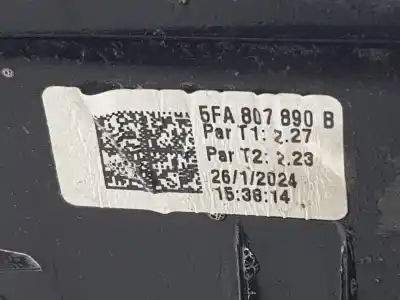 5FA 807 890 B
Par T1: 2.27
Par T2: 2.23
26/1/2024
15:38:14